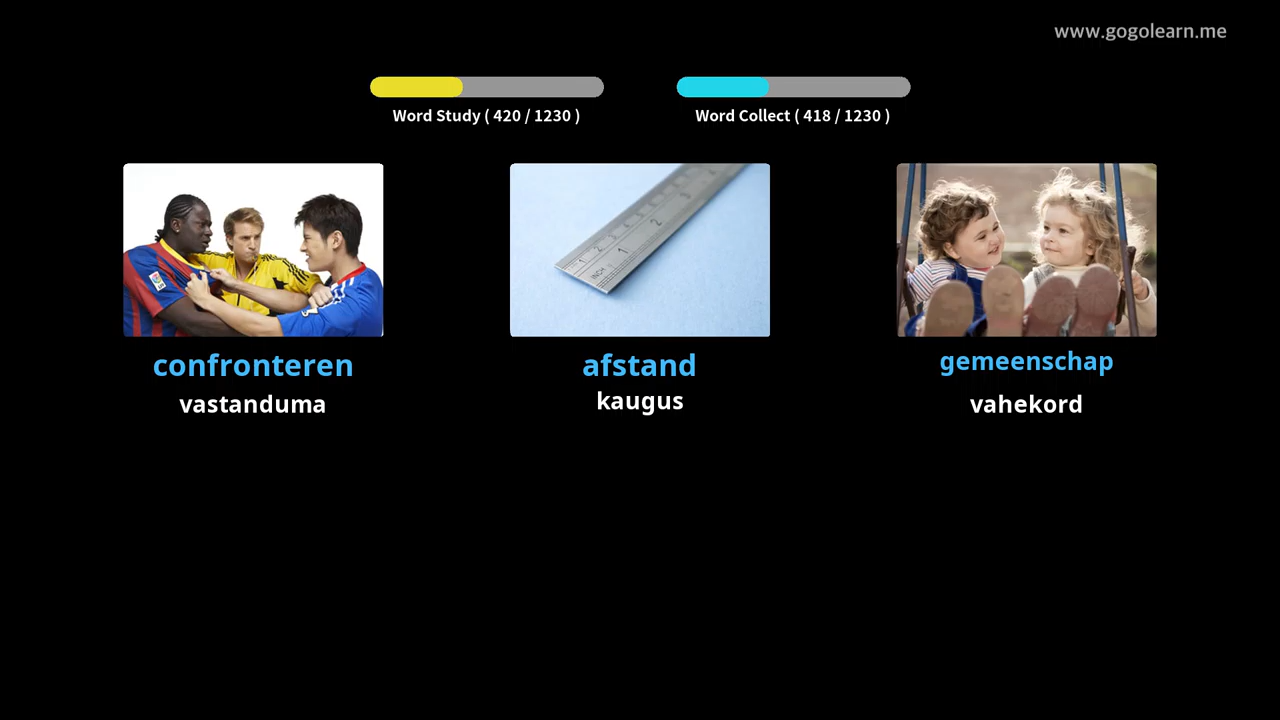 www.gogolearn.me
Word Study ( 420 / 1230 )
Word Collect ( 418 / 1230 )
confronteren
afstand
gemeenschap
vastanduma
kaugus
vahekord